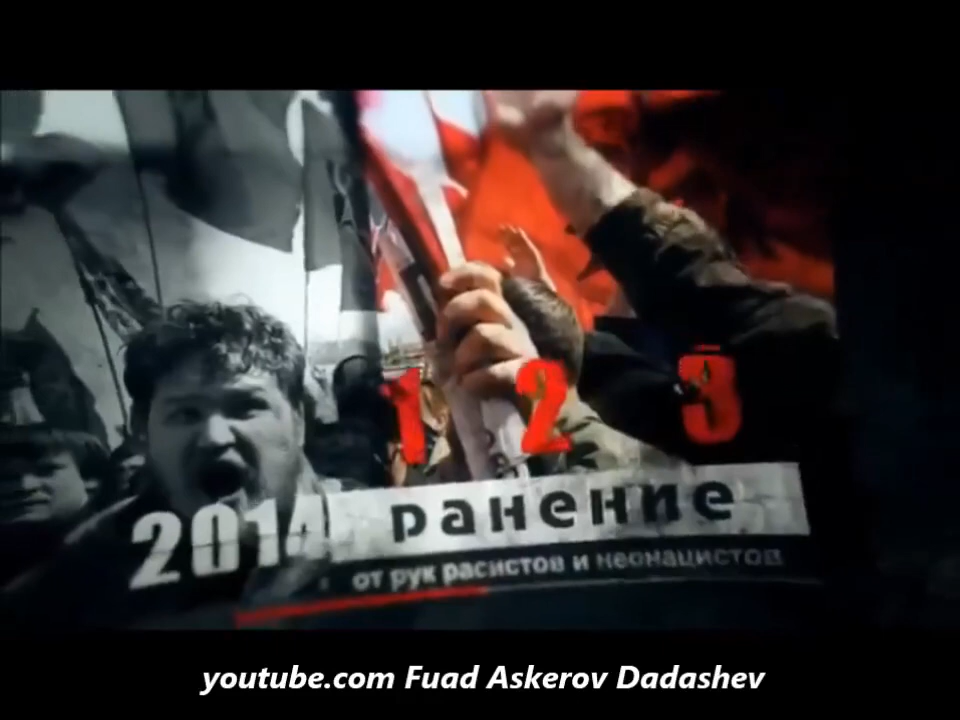 1 2 3
2014 ранение
от рук расистов и неонацистов
youtube.com Fuad Askerov Dadashev